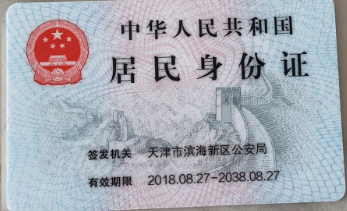 中华人民共和国
居民身份证
签发机关 天津市滨海新区公安局
有效期限 2018.08.27-2038.08.27